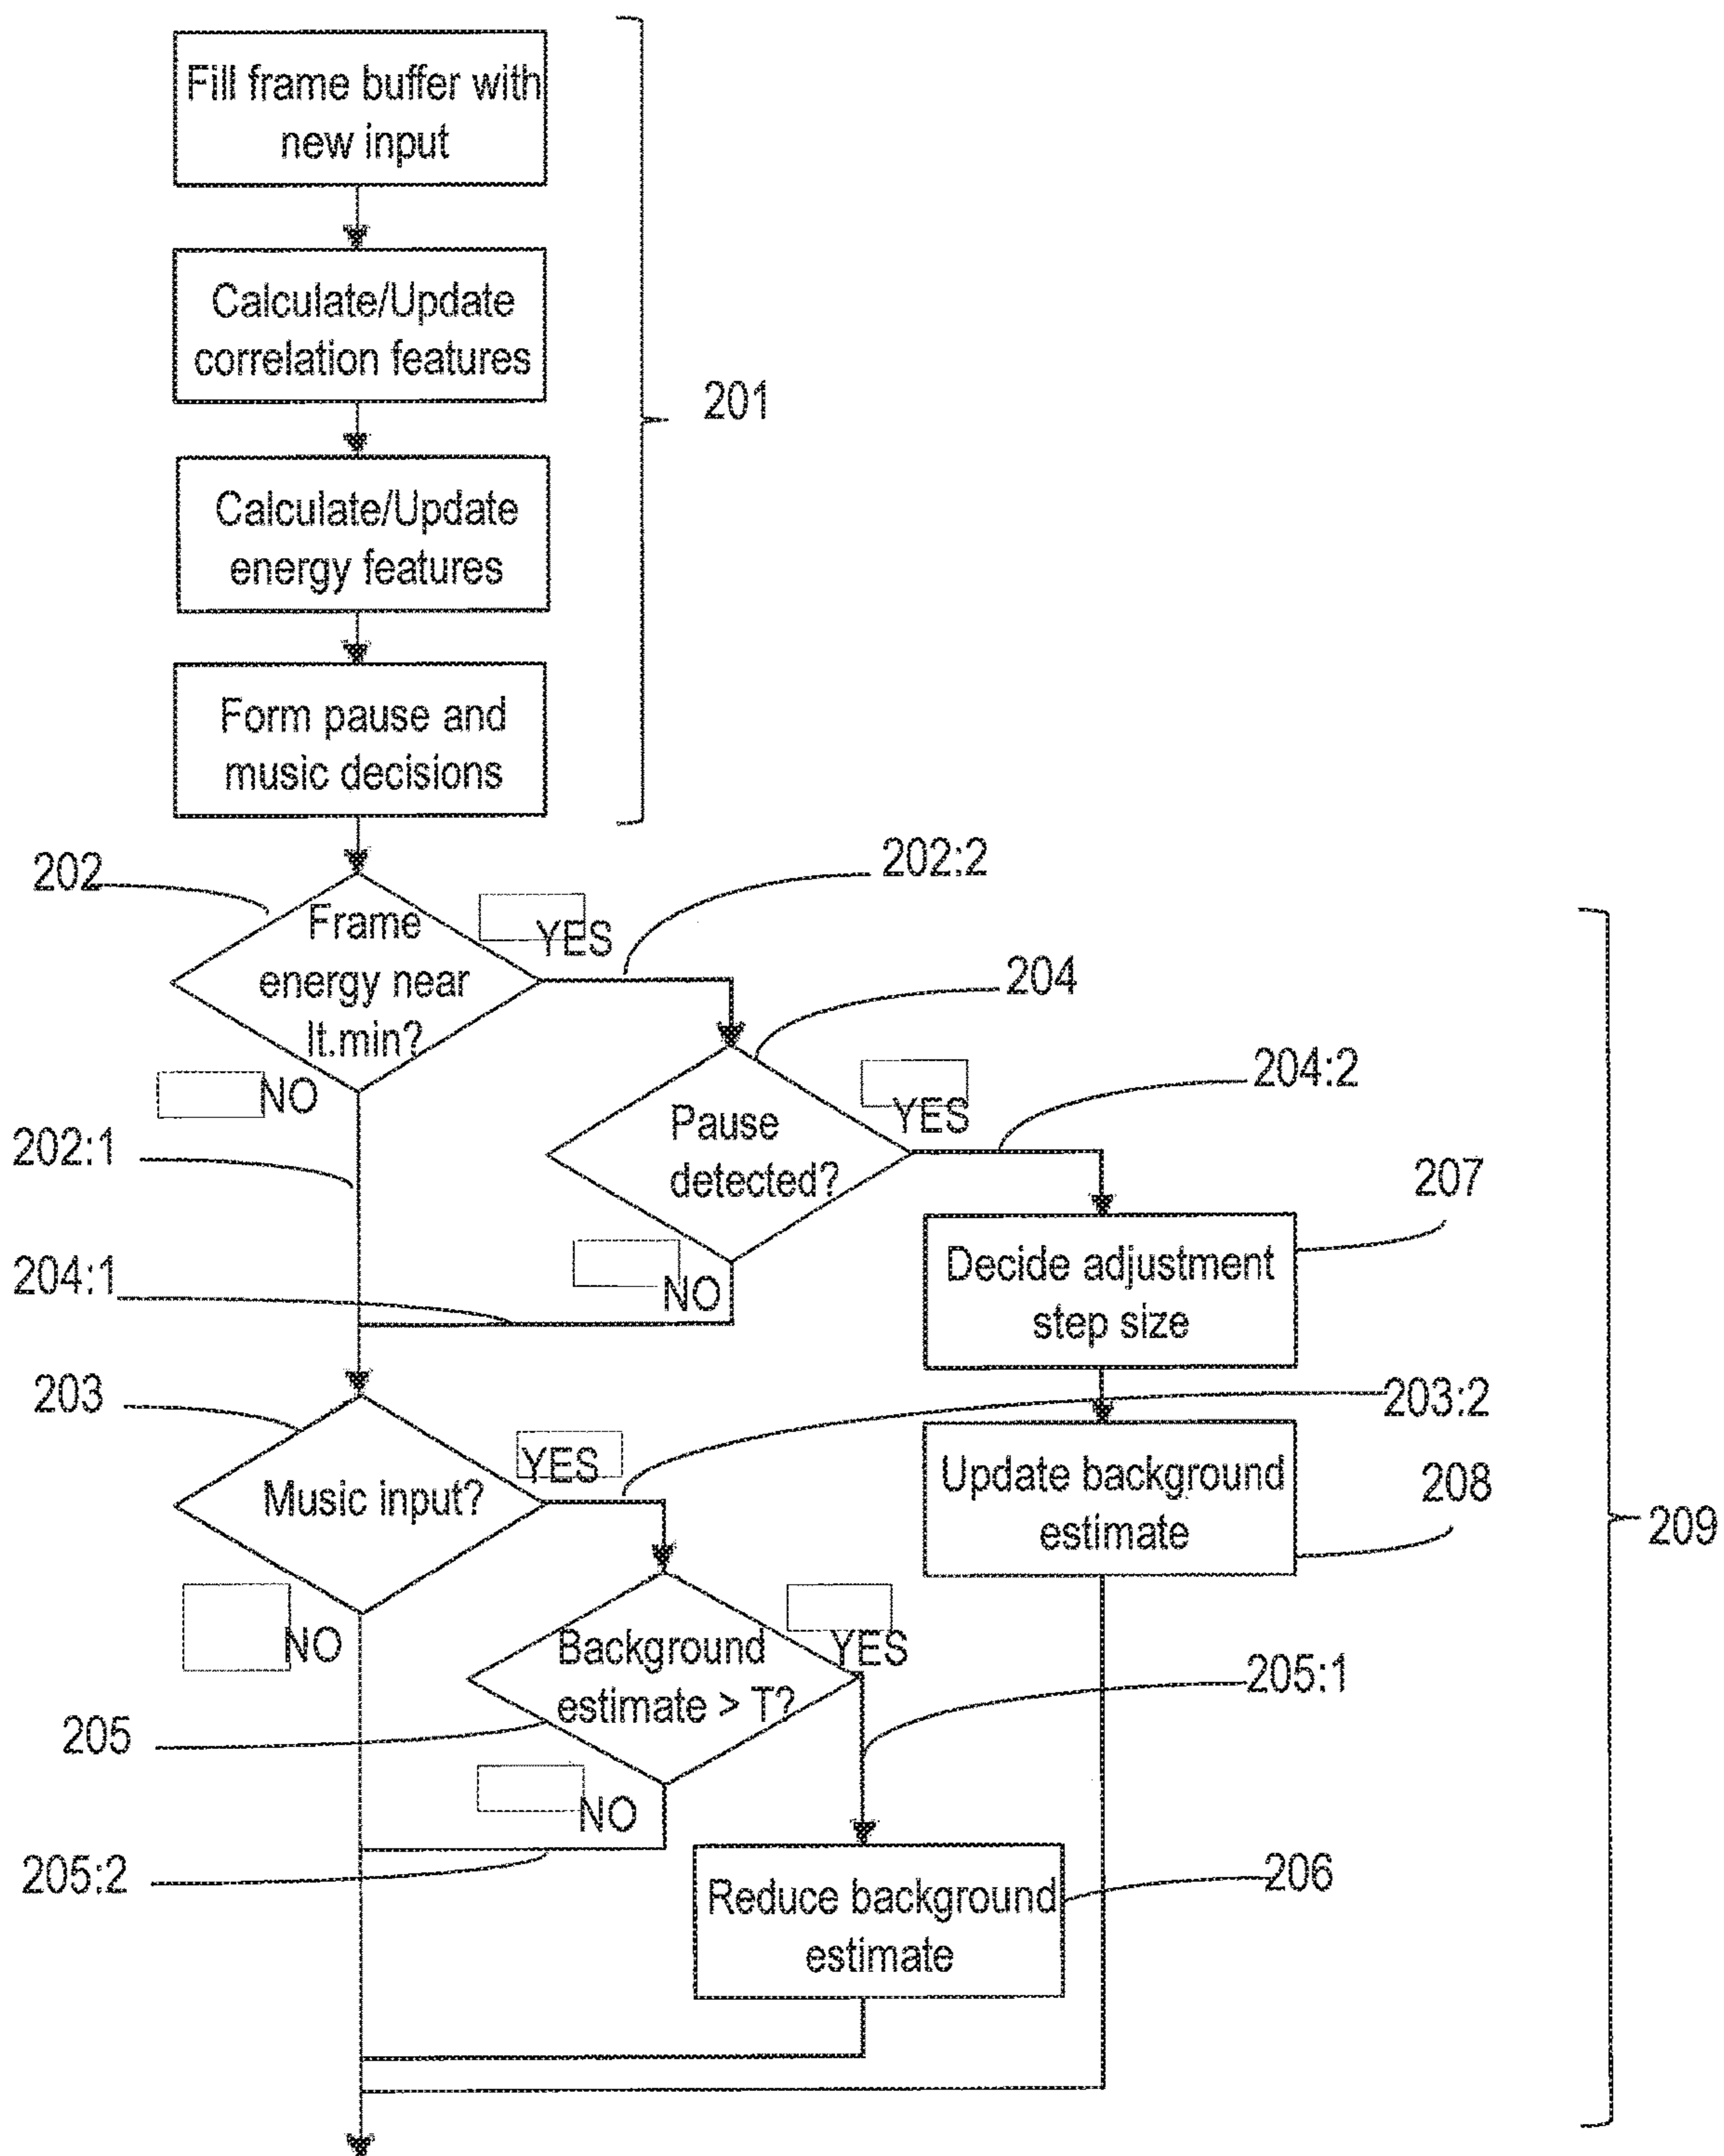 Fill frame buffer with
new input
Calculate/Update
correlation features
201
Calculate/Update
energy features
Form pause and
music decisions
202
202:2
YES
Frame
energy near
lt.min?
204
NO
204:2
YES
Pause
detected?
202:1
207
204:1
NO
Decide adjustment
step size
203
203:2
YES
Music input?
Update background
estimate
208
209
NO
YES
Background
estimate > T?
205:1
205
NO
205:2
206
Reduce background
estimate